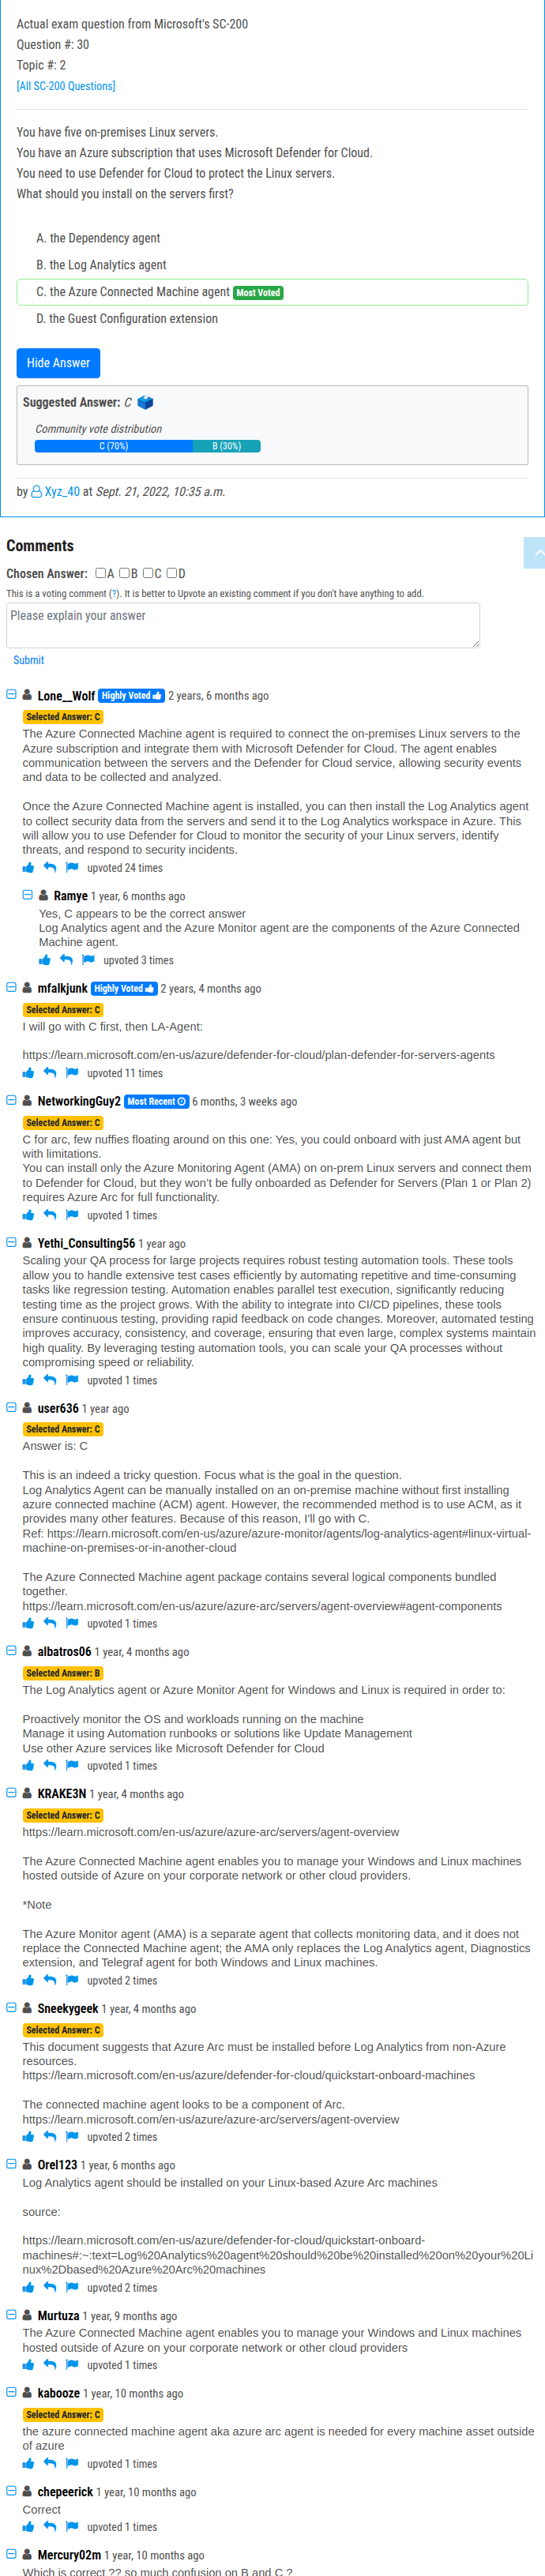 Actual exam question from Microsoft's SC-200
Question #: 30
Topic #: 2
[All SC-200 Questions]
You have five on-premises Linux servers.
You have an Azure subscription that uses Microsoft Defender for Cloud.
You need to use Defender for Cloud to protect the Linux servers.
What should you install on the servers first?
A. the Dependency agent
B. the Log Analytics agent
C. the Azure Connected Machine agent Most Voted
D. the Guest Configuration extension
Hide Answer
Suggested Answer: C
Community vote distribution
C (70%) B (30%)
by Xyz_40 at Sept. 21, 2022, 10:35 a.m.
Comments
Chosen Answer: A B C D
This is a voting comment (?). It is better to Upvote an existing comment if you don't have anything to add.
Please explain your answer
Submit
Lone__Wolf Highly Voted 2 years, 6 months ago
Selected Answer: C
The Azure Connected Machine agent is required to connect the on-premises Linux servers to the
Azure subscription and integrate them with Microsoft Defender for Cloud. The agent enables
communication between the servers and the Defender for Cloud service, allowing security events
and data to be collected and analyzed.
Once the Azure Connected Machine agent is installed, you can then install the Log Analytics agent
to collect security data from the servers and send it to the Log Analytics workspace in Azure. This
will allow you to use Defender for Cloud to monitor the security of your Linux servers, identify
threats, and respond to security incidents.
upvoted 24 times
Ramye 1 year, 6 months ago
Yes, C appears to be the correct answer
Log Analytics agent and the Azure Monitor agent are the components of the Azure Connected
Machine agent.
upvoted 3 times
mfalkjunk Highly Voted 2 years, 4 months ago
Selected Answer: C
I will go with C first, then LA-Agent:
https://learn.microsoft.com/en-us/azure/defender-for-cloud/plan-defender-for-servers-agents
upvoted 11 times
NetworkingGuy2 Most Recent 6 months, 3 weeks ago
Selected Answer: C
C for arc, few nuffies floating around on this one: Yes, you could onboard with just AMA agent but
with limitations.
You can install only the Azure Monitoring Agent (AMA) on on-prem Linux servers and connect them
to Defender for Cloud, but they won't be fully onboarded as Defender for Servers (Plan 1 or Plan 2)
requires Azure Arc for full functionality.
upvoted 1 times
Yethi_Consulting56 1 year ago
Scaling your QA process for large projects requires robust testing automation tools. These tools
allow you to handle extensive test cases efficiently by automating repetitive and time-consuming
tasks like regression testing. Automation enables parallel test execution, significantly reducing
testing time as the project grows. With the ability to integrate into CI/CD pipelines, these tools
ensure continuous testing, providing rapid feedback on code changes. Moreover, automated testing
improves accuracy, consistency, and coverage, ensuring that even large, complex systems maintain
high quality. By leveraging testing automation tools, you can scale your QA processes without
compromising speed or reliability.
upvoted 1 times
user636 1 year ago
Selected Answer: C
Answer is: C
This is an indeed a tricky question. Focus what is the goal in the question.
Log Analytics Agent can be manually installed on an on-premise machine without first installing
azure connected machine (ACM) agent. However, the recommended method is to use ACM, as it
provides many other features. Because of this reason, I'll go with C.
Ref: https://learn.microsoft.com/en-us/azure/azure-monitor/agents/log-analytics-agent#linux-virtual-
machine-on-premises-or-in-another-cloud
The Azure Connected Machine agent package contains several logical components bundled
together.
https://learn.microsoft.com/en-us/azure/azure-arc/servers/agent-overview#agent-components
upvoted 1 times
albatros06 1 year, 4 months ago
Selected Answer: B
The Log Analytics agent or Azure Monitor Agent for Windows and Linux is required in order to:
Proactively monitor the OS and workloads running on the machine
Manage it using Automation runbooks or solutions like Update Management
Use other Azure services like Microsoft Defender for Cloud
upvoted 1 times
KRAKE3N 1 year, 4 months ago
Selected Answer: C
https://learn.microsoft.com/en-us/azure/azure-arc/servers/agent-overview
The Azure Connected Machine agent enables you to manage your Windows and Linux machines
hosted outside of Azure on your corporate network or other cloud providers.
*Note
The Azure Monitor agent (AMA) is a separate agent that collects monitoring data, and it does not
replace the Connected Machine agent; the AMA only replaces the Log Analytics agent, Diagnostics
extension, and Telegraf agent for both Windows and Linux machines.
upvoted 2 times
Sneekygeek 1 year, 4 months ago
Selected Answer: C
This document suggests that Azure Arc must be installed before Log Analytics from non-Azure
resources.
https://learn.microsoft.com/en-us/azure/defender-for-cloud/quickstart-onboard-machines
The connected machine agent looks to be a component of Arc.
https://learn.microsoft.com/en-us/azure/azure-arc/servers/agent-overview
upvoted 2 times
Orel123 1 year, 6 months ago
Log Analytics agent should be installed on your Linux-based Azure Arc machines
source:
https://learn.microsoft.com/en-us/azure/defender-for-cloud/quickstart-onboard-
machines#:~:text=Log%20Analytics%20agent%20should%20be%20installed%20on%20your%20Li
nux%2Dbased%20Azure%20Arc%20machines
upvoted 2 times
Murtuza 1 year, 9 months ago
The Azure Connected Machine agent enables you to manage your Windows and Linux machines
hosted outside of Azure on your corporate network or other cloud providers
upvoted 1 times
kabooze 1 year, 10 months ago
Selected Answer: C
the azure connected machine agent aka azure arc agent is needed for every machine asset outside
of azure
upvoted 1 times
chepeerick 1 year, 10 months ago
Correct
upvoted 1 times
Mercury02m 1 year, 10 months ago
Which is correct ?? so much confusion on B and C ?